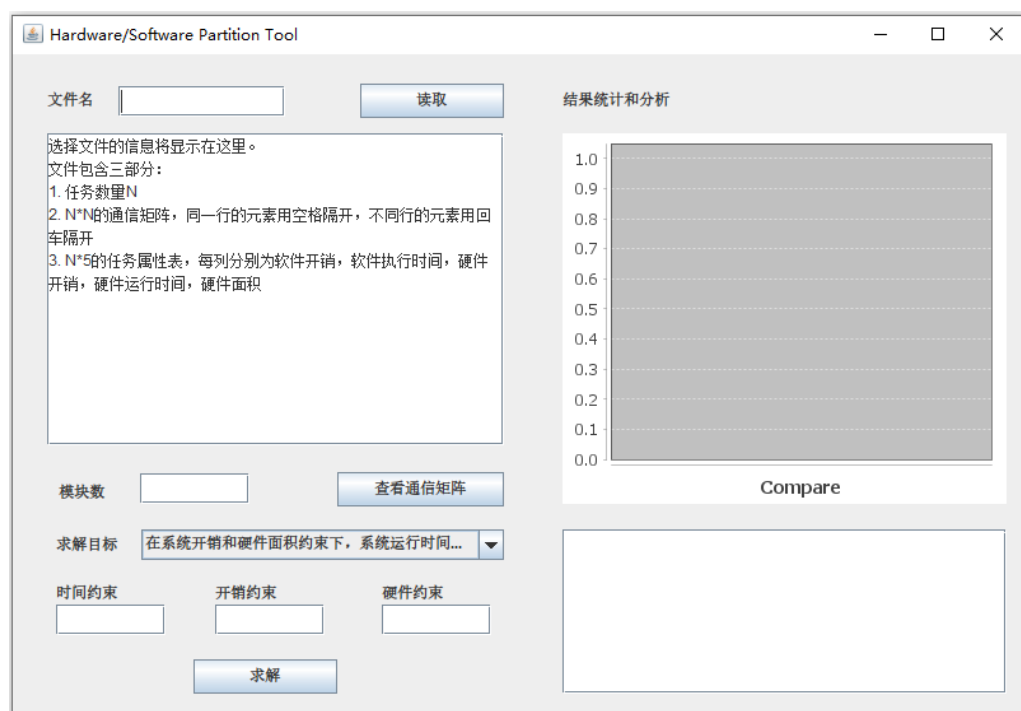 Hardware/Software Partition Tool
文件名
读取
选择文件的信息将显示在这里。
文件包含三部分：
1. 任务数量N
2. N*N的通信矩阵，同一行的元素用空格隔开，不同行的元素用回
车隔开
3. N*5的任务属性表，每列分别为软件开销，软件执行时间，硬件
开销，硬件运行时间，硬件面积
模块数
查看通信矩阵
求解目标
在系统开销和硬件面积约束下，系统运行时间...
时间约束
开销约束
硬件约束
求解
结果统计和分析
1.0
0.9
0.8
0.7
0.6
0.5
0.4
0.3
0.2
0.1
0.0
Compare